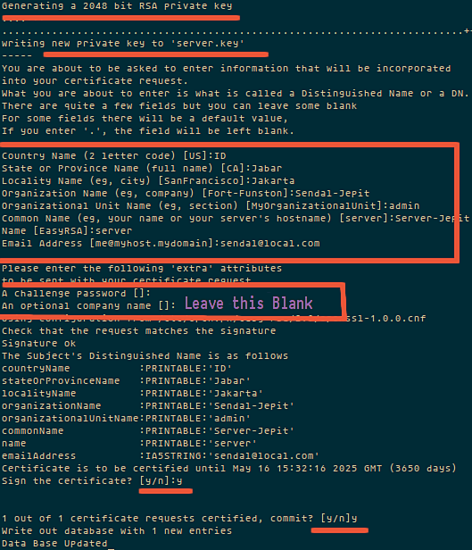 Generating a 2048 bit RSA private key
....
........................................................................+
writing new private key to 'server.key'
-----
You are about to be asked to enter information that will be incorporated
into your certificate request.
What you are about to enter is what is called a Distinguished Name or a DN.
There are quite a few fields but you can leave some blank
For some fields there will be a default value,
If you enter '.', the field will be left blank.
Country Name (2 letter code) [US]:ID
State or Province Name (full name) [CA]:Jabar
Locality Name (eg, city) [SanFrancisco]:Jakarta
Organization Name (eg, company) [Fort-Funston]:Sendal-Jepit
Organizational Unit Name (eg, section) [MyOrganizationalUnit]:admin
Common Name (eg, your name or your server's hostname) [server]:Server-Jepit
Name [EasyRSA]:server
Email Address [me@myhost.mydomain]:sendal@local.com
Please enter the following 'extra' attributes
to be sent with your certificate request
A challenge password []:
An optional company name []: Leave this Blank
Using configuration from ssl-1.0.0.cnf
Check that the request matches the signature
Signature ok
The Subject's Distinguished Name is as follows
countryName :PRINTABLE:'ID'
stateOrProvinceName :PRINTABLE:'Jabar'
localityName :PRINTABLE:'Jakarta'
organizationName :PRINTABLE:'Sendal-Jepit'
organizationalUnitName:PRINTABLE:'admin'
commonName :PRINTABLE:'Server-Jepit'
name :PRINTABLE:'server'
emailAddress :IA5STRING:'sendal@local.com'
Certificate is to be certified until May 16 15:32:16 2025 GMT (3650 days)
Sign the certificate? [y/n]:y
1 out of 1 certificate requests certified, commit? [y/n]y
Write out database with 1 new entries
Data Base Updated